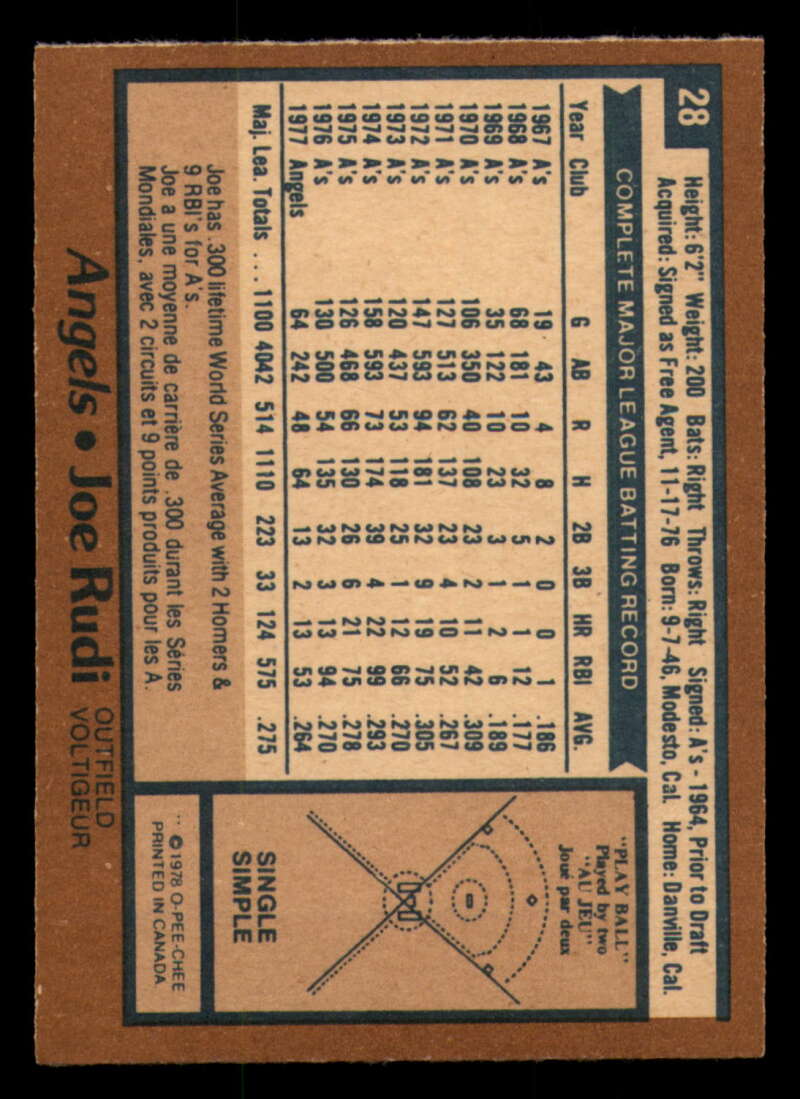 28
Height: 6'2" Weight: 200 Bats: Right Throws: Right Signed: A's - 1964, Prior to Draft
Acquired: Signed as Free Agent, 11-17-76 Born: 9-7-46, Modesto, Cal. Home: Danville, Cal.
COMPLETE MAJOR LEAGUE BATTING RECORD
Year Club G AB R H 2B 3B HR RBI AVG.
1967 A's 19 43 4 8 2 0 0 1 .186
1968 A's 68 181 10 32 5 1 1 12 .177
1969 A's 35 122 10 23 3 1 2 6 .189
1970 A's 106 350 40 108 23 2 11 42 .309
1971 A's 127 513 62 137 23 4 10 52 .267
1972 A's 147 593 94 181 32 9 19 75 .305
1973 A's 120 437 53 118 25 1 12 66 .270
1974 A's 158 593 73 174 39 4 22 99 .293
1975 A's 126 468 66 130 26 6 21 75 .278
1976 A's 130 500 54 135 32 3 13 94 .270
1977 Angels 64 242 48 64 13 2 13 53 .264
Maj. Lea. Totals ... 1100 4042 514 1110 223 33 124 575 .275
Joe has .300 lifetime World Series Average with 2 Homers &
9 RBI's for A's.
Joe a une moyenne de carrière de .300 durant les Séries
Mondiales, avec 2 circuits et 9 points produits pour les A.
"PLAY BALL"
Played by two
"AU JEU"
Joué par deux
SINGLE
SIMPLE
** © 1978 O-PEE-CHEE
PRINTED IN CANADA
Angels • Joe Rudi
OUTFIELD
VOLTIGEUR